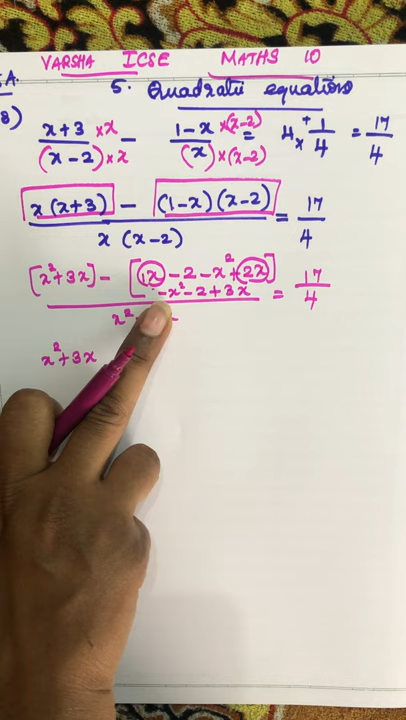 VARSHA ICSE MATHS 10
5. Quadratic equations
8)
(x+3)×x / (x-2)×x - (1-x)×(x-2) / (x)×(x-2) = 4 ×+ 1/4 = 17/4
x(x+3) - (1-x)(x-2) / x(x-2) = 17/4
[x²+3x] - [1x-2-x²+2x] = 17/4
-x²-2+3x
x²
x²+3x